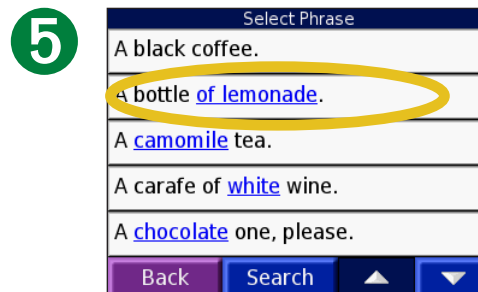 5
Select Phrase
A black coffee.
A bottle of lemonade.
A camomile tea.
A carafe of white wine.
A chocolate one, please.
Back Search